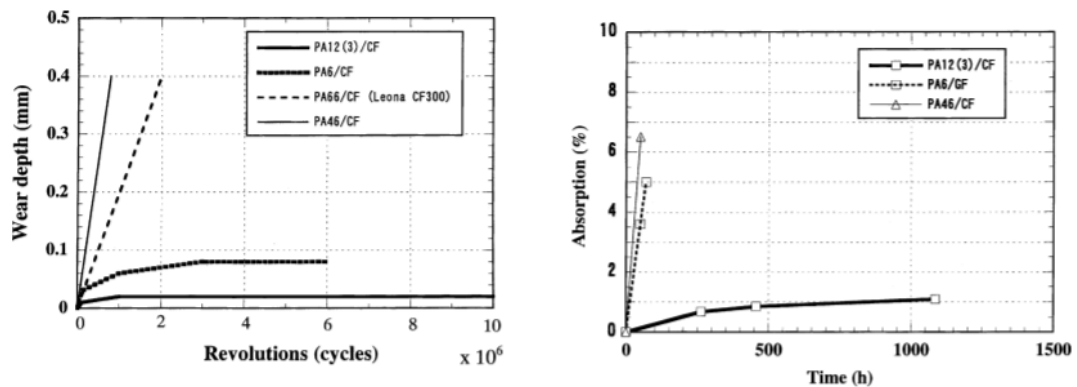 0.5
0.4
0.3
0.2
0.1
0
Wear depth (mm)
PA12(3)/CF
PA6/CF
PA66/CF (Leona CF300)
PA46/CF
0 2 4 6 8 10
Revolutions (cycles)
x 10⁶
10
8
6
4
2
0
Absorption (%)
PA12(3)/CF
PA6/GF
PA46/CF
0 500 1000 1500
Time (h)